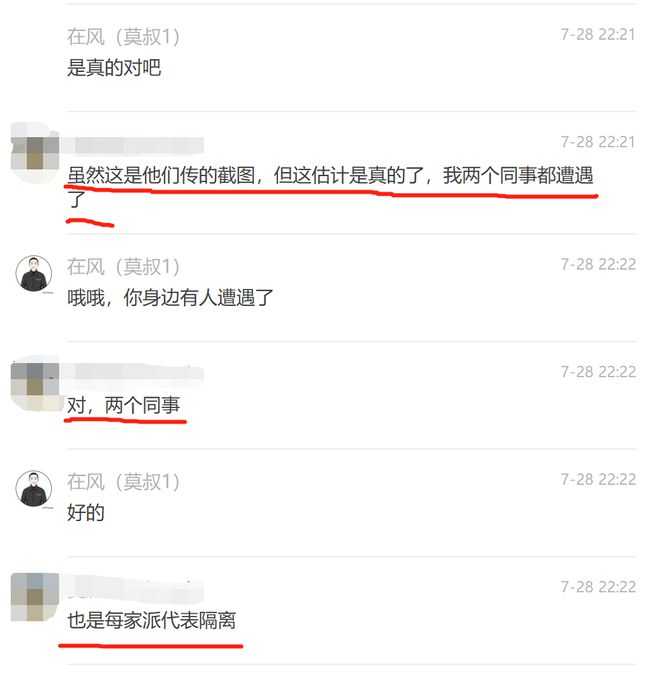 在风（莫叔1）
7-28 22:21
是真的对吧
7-28 22:21
虽然这是他们传的截图，但这估计是真的了，我两个同事都遭遇
了
在风（莫叔1）
7-28 22:22
哦哦，你身边有人遭遇了
7-28 22:22
对，两个同事
在风（莫叔1）
7-28 22:22
好的
7-28 22:22
也是每家派代表隔离